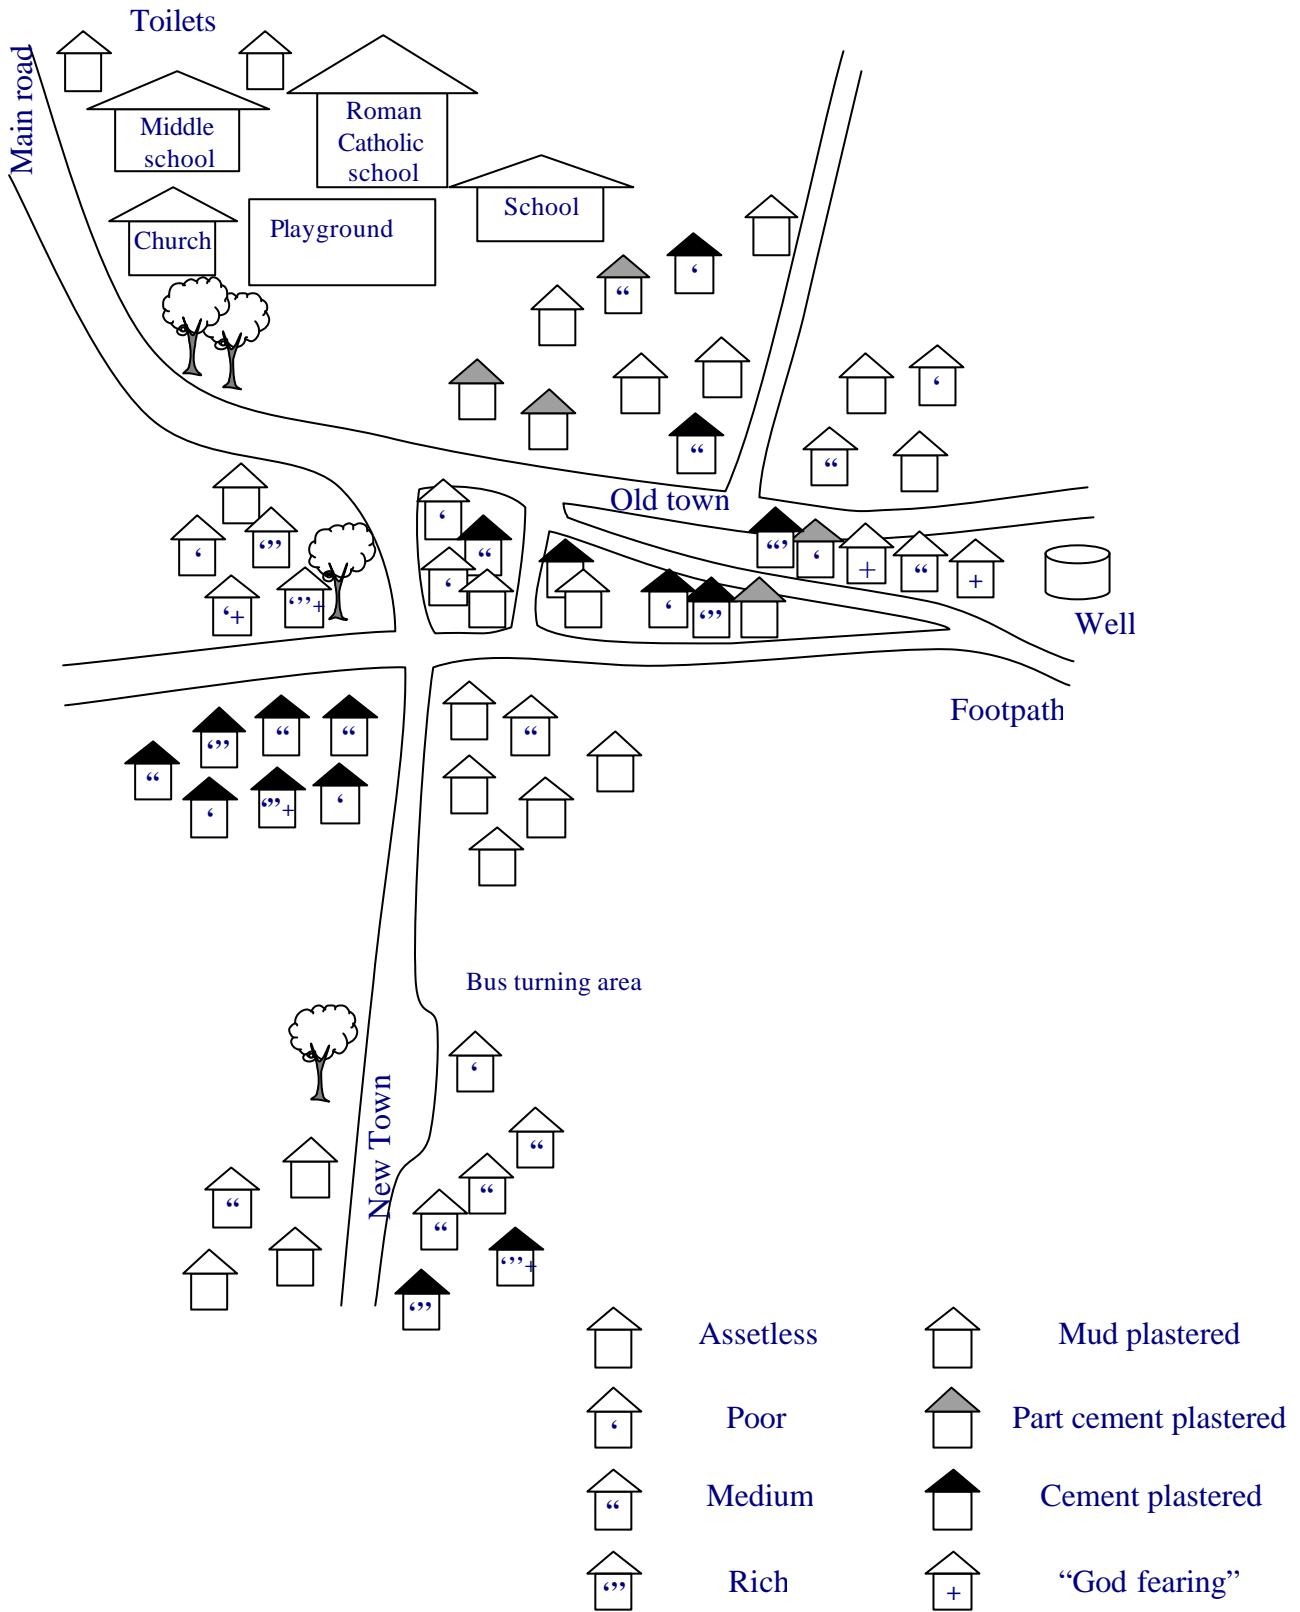 Toilets
Main road
Middle
school
Roman
Catholic
school
School
Church
Playground
‘
“
‘
“
“
Old town
‘
‘”
‘
“
‘
“”
‘
+
“
+
‘+
‘”+
‘
‘
‘”
Well
Footpath
“
“
‘”
“
“
‘
‘”+
‘
Bus turning area
‘
New Town
“
“
“
“
‘”+
‘”
Assetless
Mud plastered
‘
Poor
Part cement plastered
“
Medium
Cement plastered
‘”
Rich
+
“God fearing”